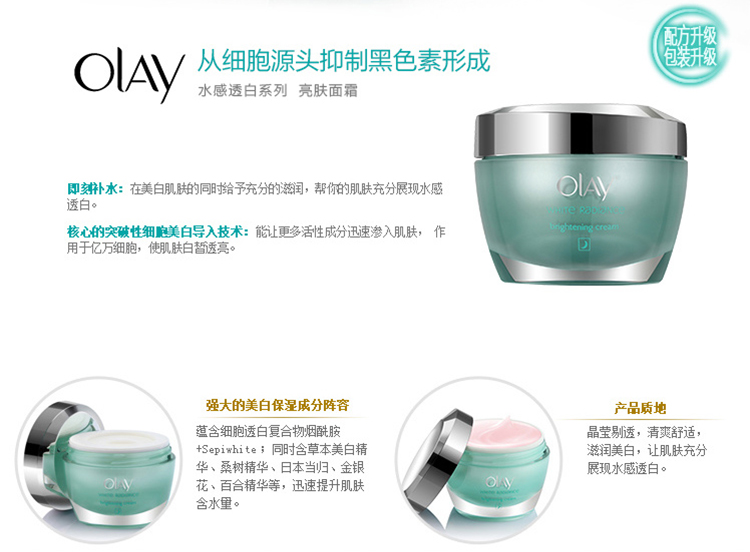 OLAY
从细胞源头抑制黑色素形成
水感透白系列 亮肤面霜
配方升级
包装升级
即刻补水：在美白肌肤的同时给予充分的滋润，帮你的肌肤充分展现水感
透白。
核心的突破性细胞美白导入技术：能让更多活性成分迅速渗入肌肤， 作
用于亿万细胞，使肌肤白皙透亮。
OLAY
brightening cream
强大的美白保湿成分阵容
蕴含细胞透白复合物烟酰胺
+Sepiwhite；同时含草本美白精
华、桑树精华、日本当归、金银
花、百合精华等，迅速提升肌肤
含水量。
产品质地
晶莹剔透，清爽舒适，
滋润美白，让肌肤充分
展现水感透白。